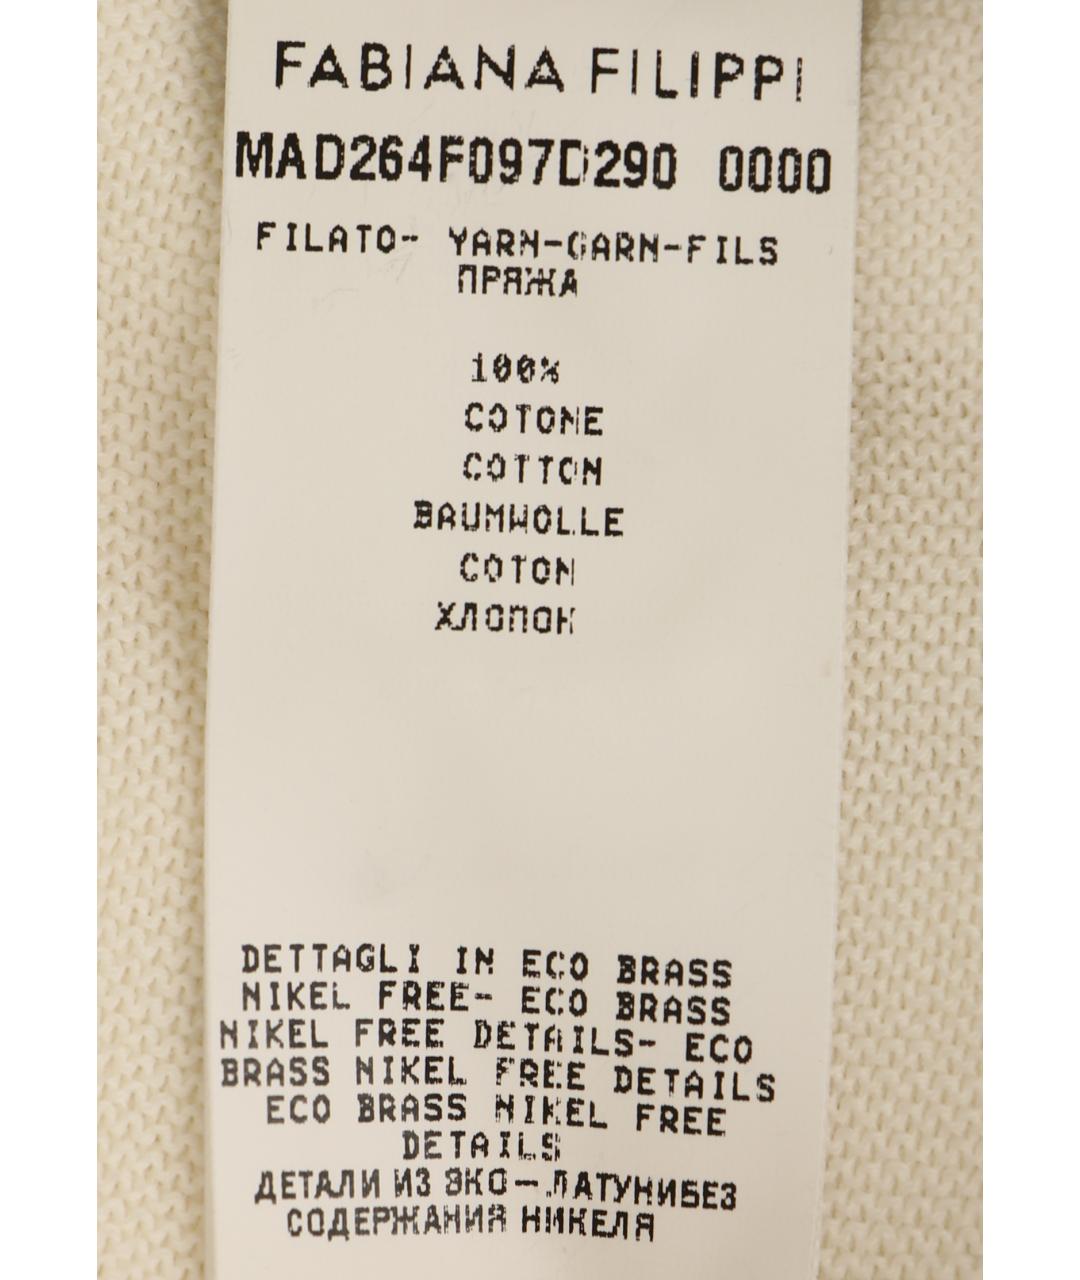 FABIANA FILIPPI
MAD264F097D290 0000
FILATO- YARN-GARN-FILS
ПРЯЖА
100%
COTONE
COTTON
BAUMWOLLE
COTON
ХЛОПОК
DETTAGLI IN ECO BRASS
NIKEL FREE- ECO BRASS
NIKEL FREE DETAILS- ECO
BRASS NIKEL FREE DETAILS
ECO BRASS NIKEL FREE
DETAILS
ДЕТАЛИ ИЗ ЭКО-ЛАТУНИБЕЗ
СОДЕРЖАНИЯ НИКЕЛЯ